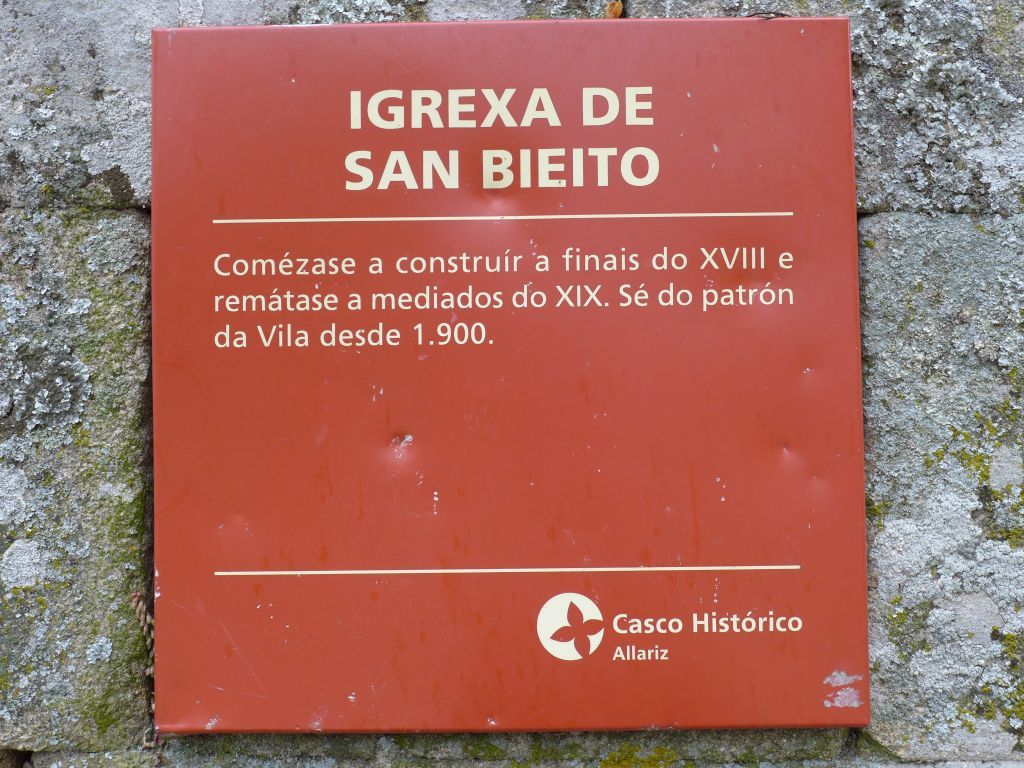 IGREXA DE
SAN BIEITO
Comézase a construír a finais do XVIII e
remátase a mediados do XIX. Sé do patrón
da Vila desde 1.900.
Casco Histórico
Allariz